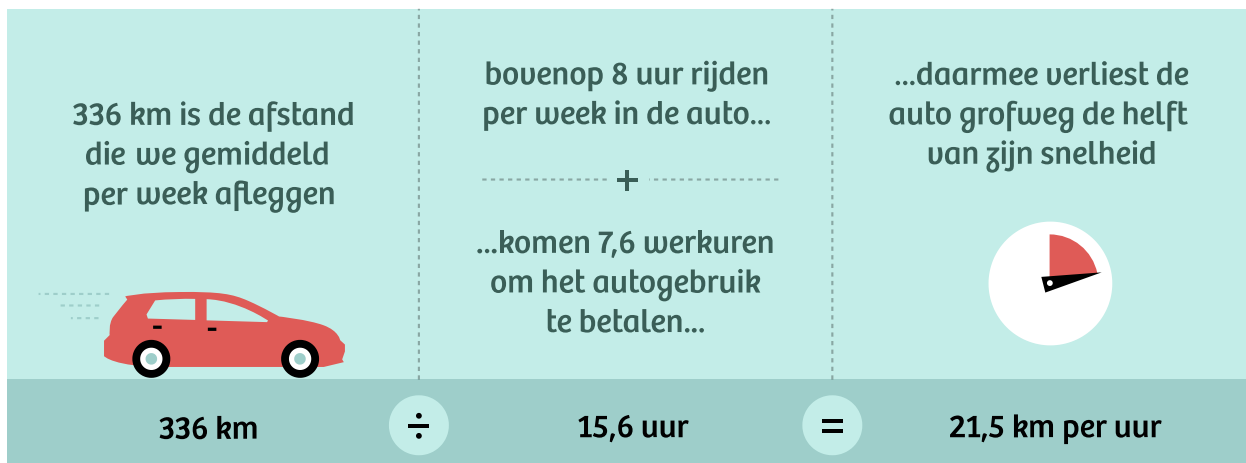 336 km is de afstand
die we gemiddeld
per week afleggen
bovenop 8 uur rijden
per week in de auto...
+
...komen 7,6 werkuren
om het autogebruik
te betalen...
...daarmee verliest de
auto grofweg de helft
van zijn snelheid
336 km ÷ 15,6 uur = 21,5 km per uur